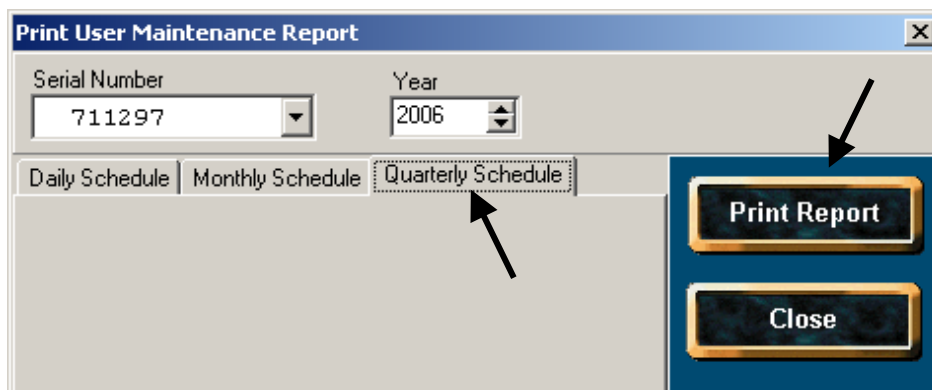 Print User Maintenance Report
Serial Number Year
711297 2006
Daily Schedule Monthly Schedule Quarterly Schedule
Print Report
Close